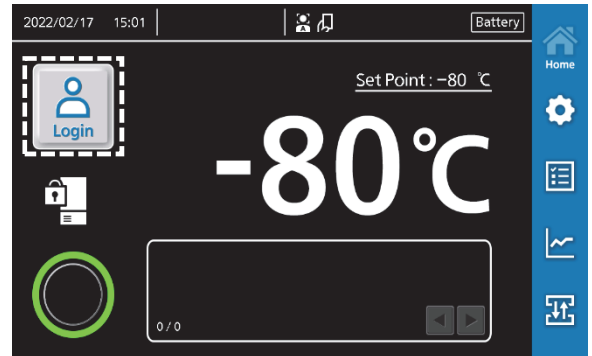 2022/02/17 15:01
A
Battery
Home
Set Point : −80 ℃
Login
-80℃
0 / 0